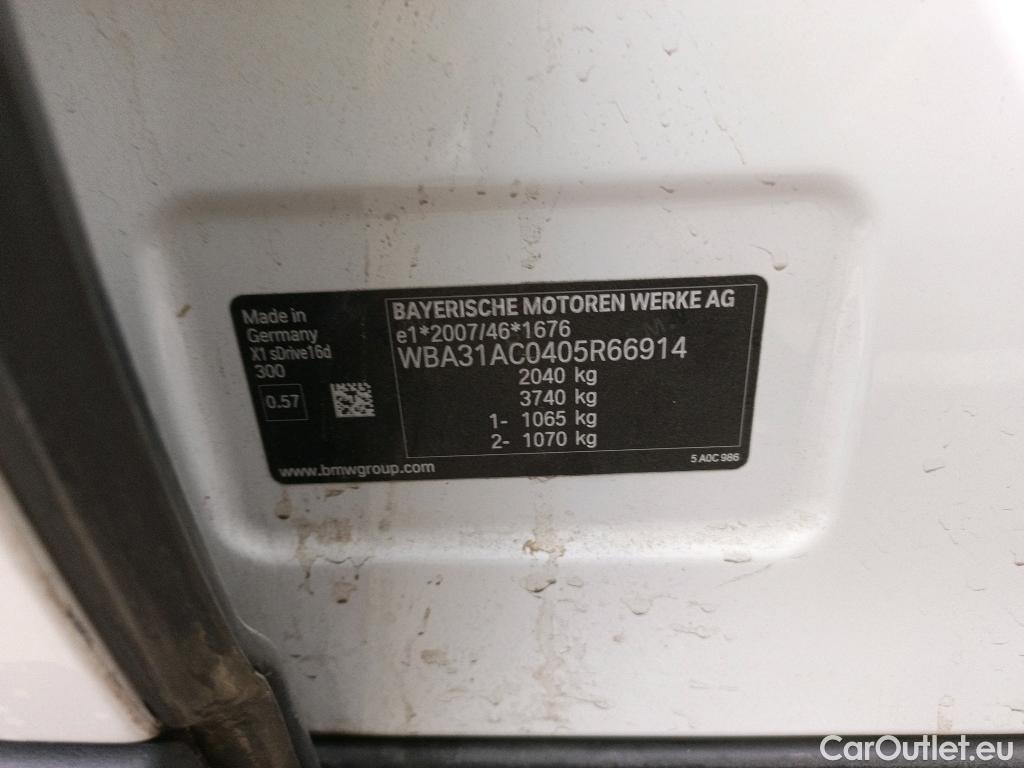 Made in
Germany
X1 sDrive16d
300
0.57
www.bmwgroup.com
BAYERISCHE MOTOREN WERKE AG
e1*2007/46*1676
WBA31AC0405R66914
2040 kg
3740 kg
1- 1065 kg
2- 1070 kg
5 A0C 986
CarOutlet.eu